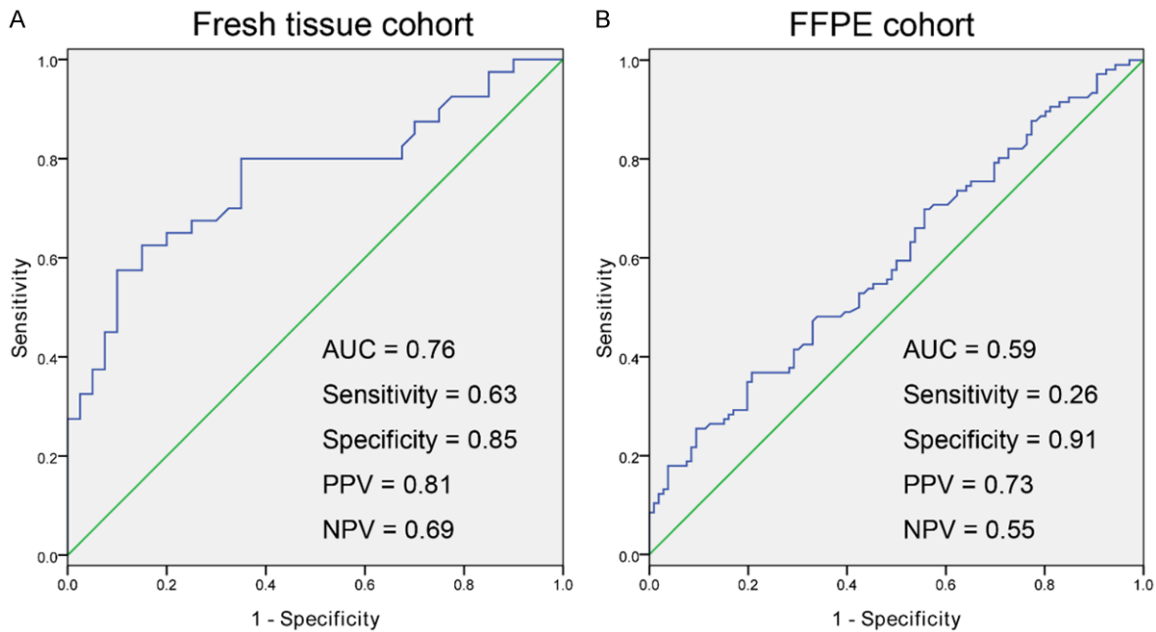 A
Fresh tissue cohort
1.0
0.8
0.6
0.4
0.2
0.0
Sensitivity
AUC = 0.76
Sensitivity = 0.63
Specificity = 0.85
PPV = 0.81
NPV = 0.69
0.0 0.2 0.4 0.6 0.8 1.0
1 - Specificity
B
FFPE cohort
1.0
0.8
0.6
0.4
0.2
0.0
Sensitivity
AUC = 0.59
Sensitivity = 0.26
Specificity = 0.91
PPV = 0.73
NPV = 0.55
0.0 0.2 0.4 0.6 0.8 1.0
1 - Specificity